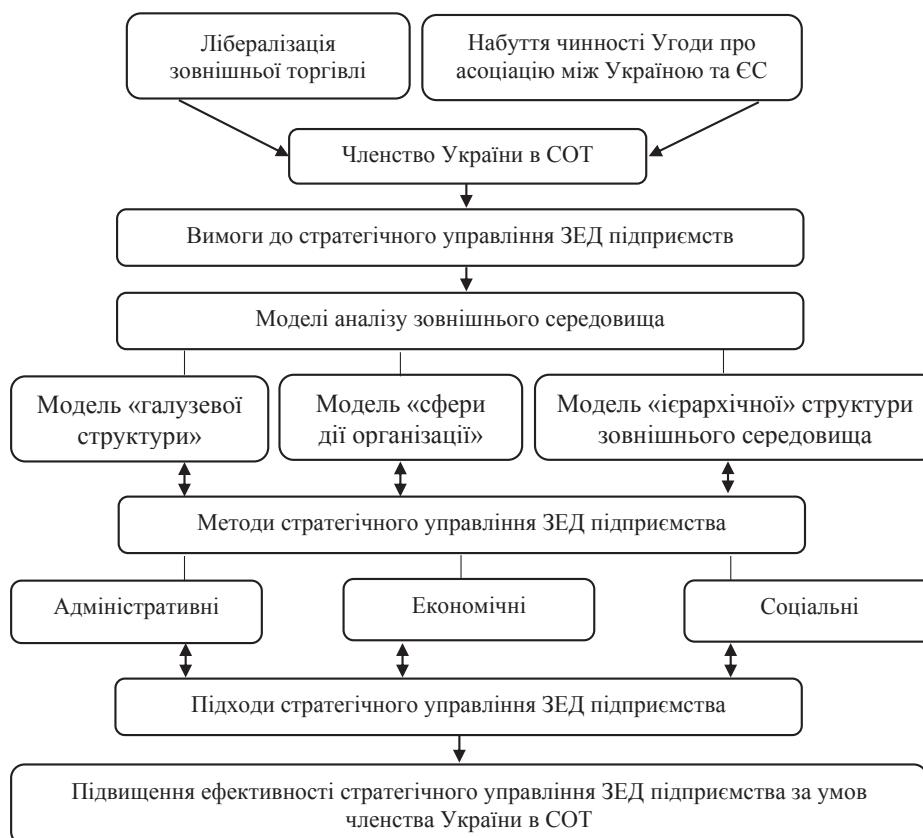 Лібералізація
зовнішньої торгівлі
Набуття чинності Угоди про
асоціацію між Україною та ЄС
Членство України в СОТ
Вимоги до стратегічного управління ЗЕД підприємств
Моделі аналізу зовнішнього середовища
Модель «галузевої
структури»
Модель «сфери
дії організації»
Модель «ієрархічної» структури
зовнішнього середовища
Методи стратегічного управління ЗЕД підприємства
Адміністративні
Економічні
Соціальні
Підходи стратегічного управління ЗЕД підприємства
Підвищення ефективності стратегічного управління ЗЕД підприємства за умов
членства України в СОТ